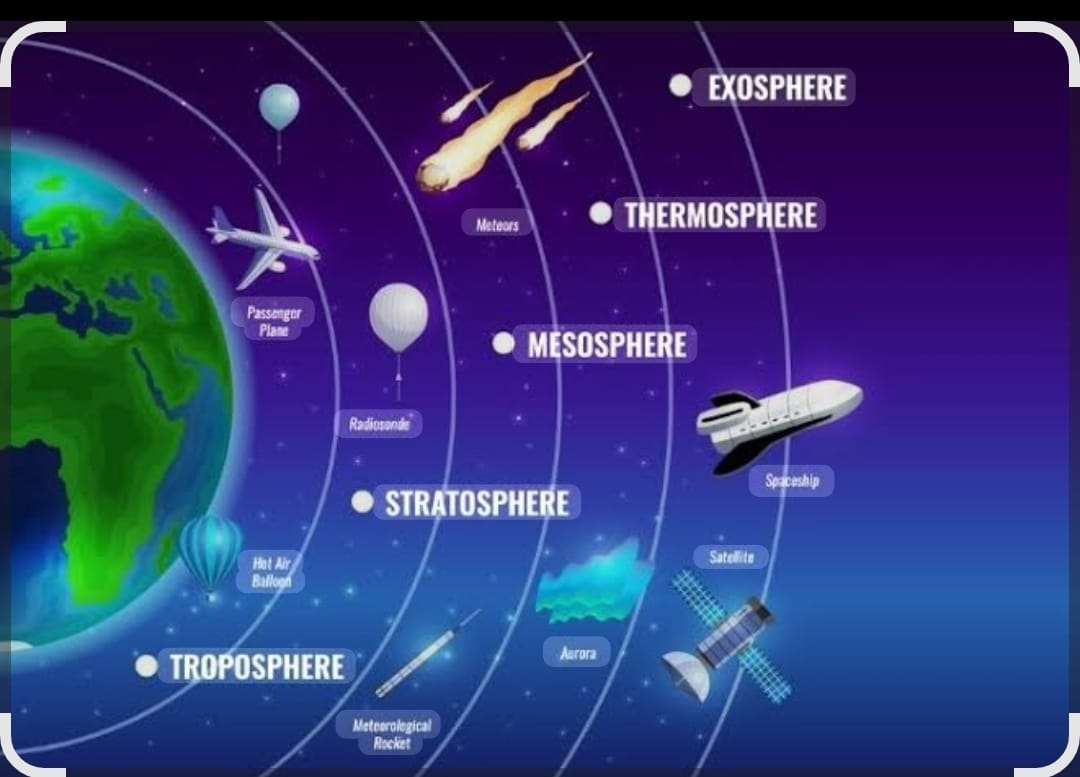 EXOSPHERE
THERMOSPHERE
Meteors
Passenger
Plane
MESOSPHERE
Radiosonde
Spaceship
STRATOSPHERE
Satellite
Hot Air
Balloon
Aurora
TROPOSPHERE
Meteorological
Rocket